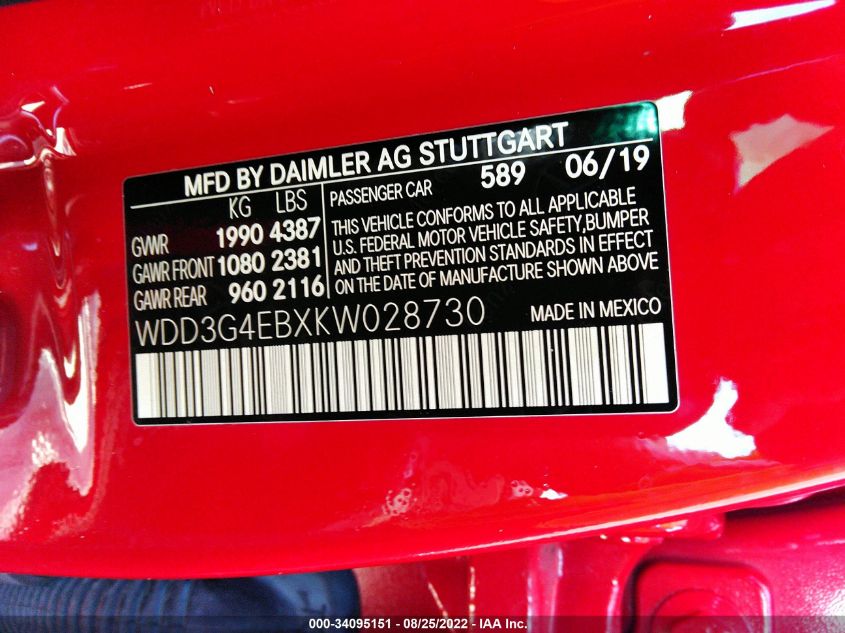 MFD BY DAIMLER AG STUTTGART
KG LBS
GVWR 1990 4387
GAWR FRONT 1080 2381
GAWR REAR 960 2116
PASSENGER CAR 589 06/19
THIS VEHICLE CONFORMS TO ALL APPLICABLE
U.S. FEDERAL MOTOR VEHICLE SAFETY,BUMPER
AND THEFT PREVENTION STANDARDS IN EFFECT
ON THE DATE OF MANUFACTURE SHOWN ABOVE
WDD3G4EBXKW028730 MADE IN MEXICO
000-34095151 - 08/25/2022 - IAA Inc.